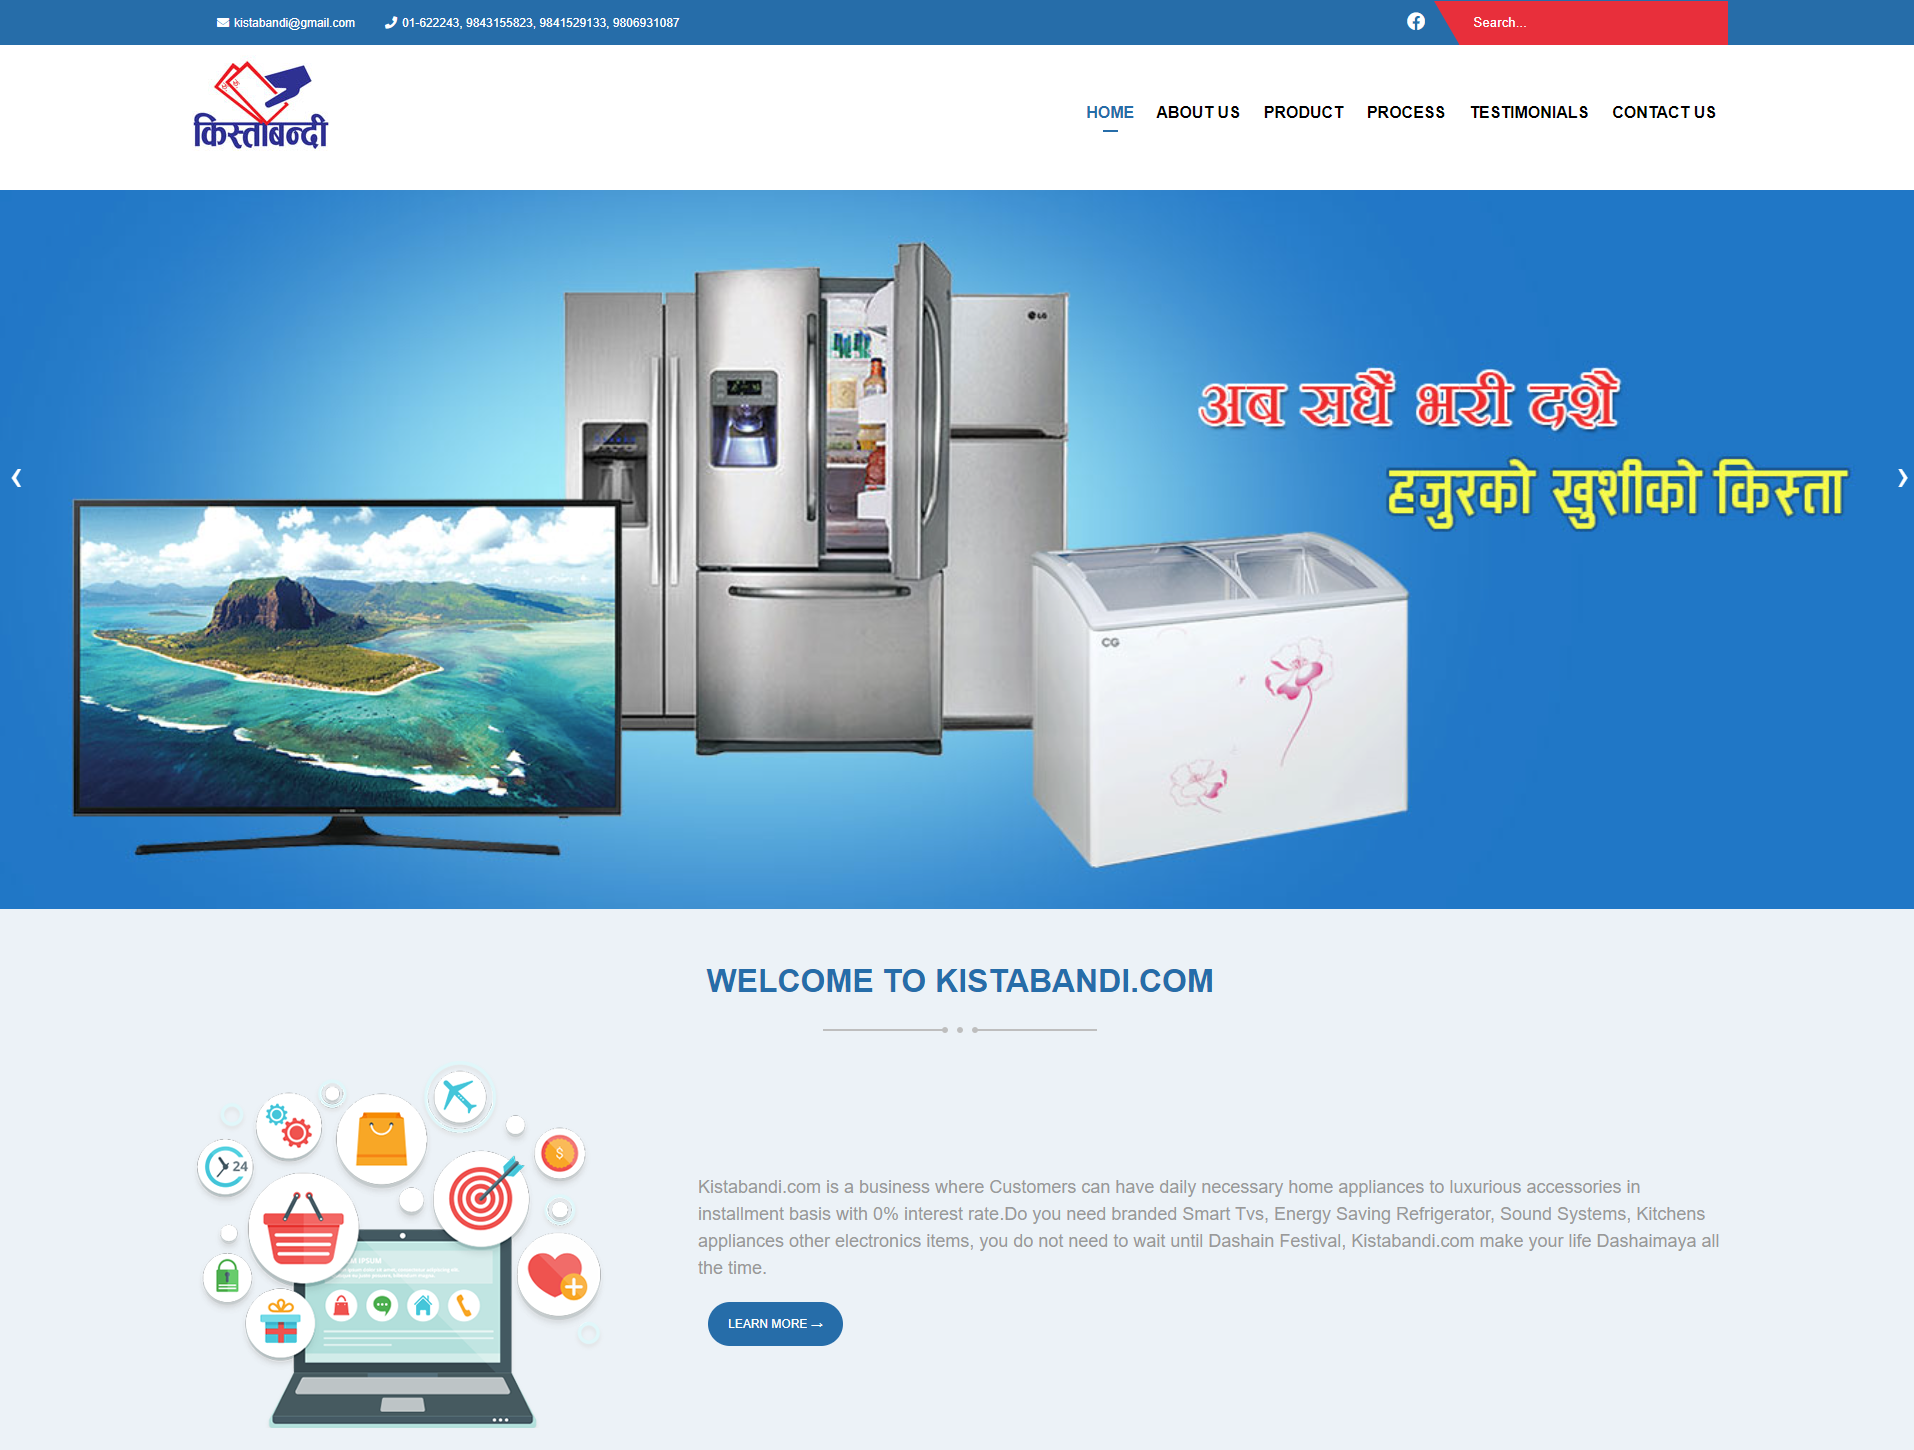 kistabandi@gmail.com
01-622243, 9843155823, 9841529133, 9806931087
Search...
किस्ताबन्दी
HOME
ABOUT US
PRODUCT
PROCESS
TESTIMONIALS
CONTACT US
LG
अब सधैं भरी दशै
हजुरको खुशीको किस्ता
CG
SAMSUNG
WELCOME TO KISTABANDI.COM
24
$
M IPSUM
Kistabandi.com is a business where Customers can have daily necessary home appliances to luxurious accessories in
installment basis with 0% interest rate.Do you need branded Smart Tvs, Energy Saving Refrigerator, Sound Systems, Kitchens
appliances other electronics items, you do not need to wait until Dashain Festival, Kistabandi.com make your life Dashaimaya all
the time.
LEARN MORE →